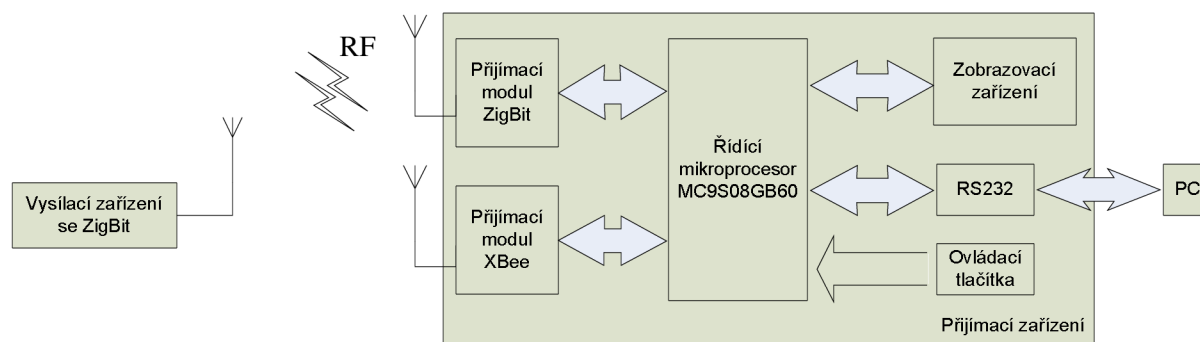 RF
Vysílací zařízení
se ZigBit
Přijímací
modul
ZigBit
Přijímací
modul
XBee
Řídící
mikroprocesor
MC9S08GB60
Zobrazovací
zařízení
RS232
PC
Ovládací
tlačítka
Přijímací zařízení